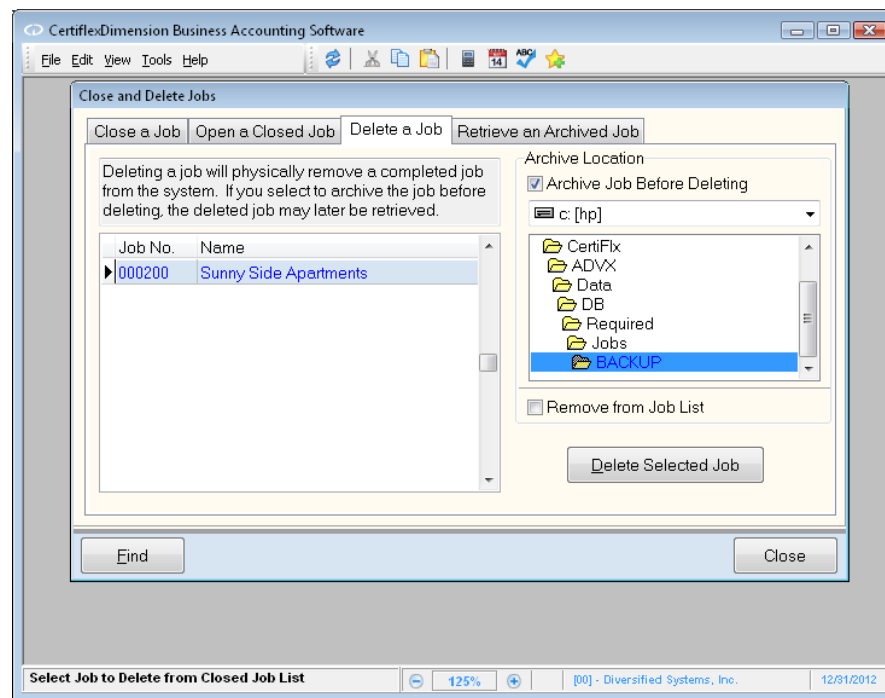 CertiflexDimension Business Accounting Software
File Edit View Tools Help
14
ABC
Close and Delete Jobs
Close a Job
Open a Closed Job
Delete a Job
Retrieve an Archived Job
Deleting a job will physically remove a completed job
from the system. If you select to archive the job before
deleting, the deleted job may later be retrieved.
Job No. Name
000200 Sunny Side Apartments
Archive Location
Archive Job Before Deleting
c: [hp]
CertiFlx
ADVX
Data
DB
Required
Jobs
BACKUP
Remove from Job List
Delete Selected Job
Find
Close
Select Job to Delete from Closed Job List
125%
[00] - Diversified Systems, Inc.
12/31/2012